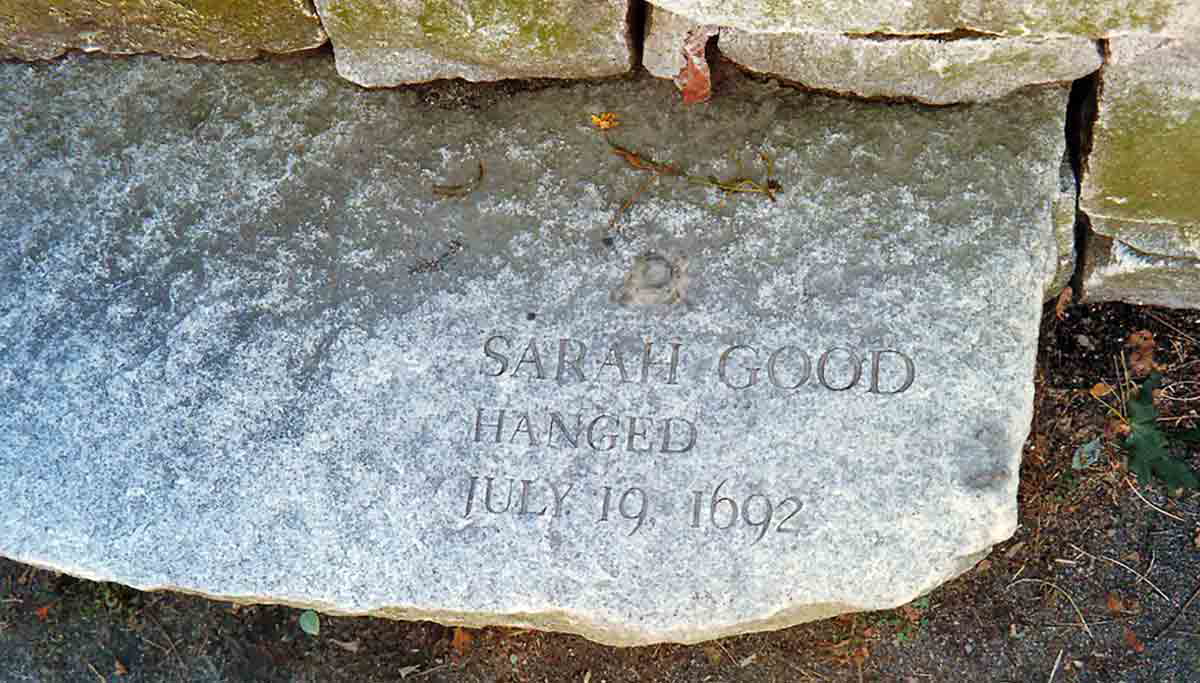 SARAH GOOD
HANGED
JULY. 19, 1692